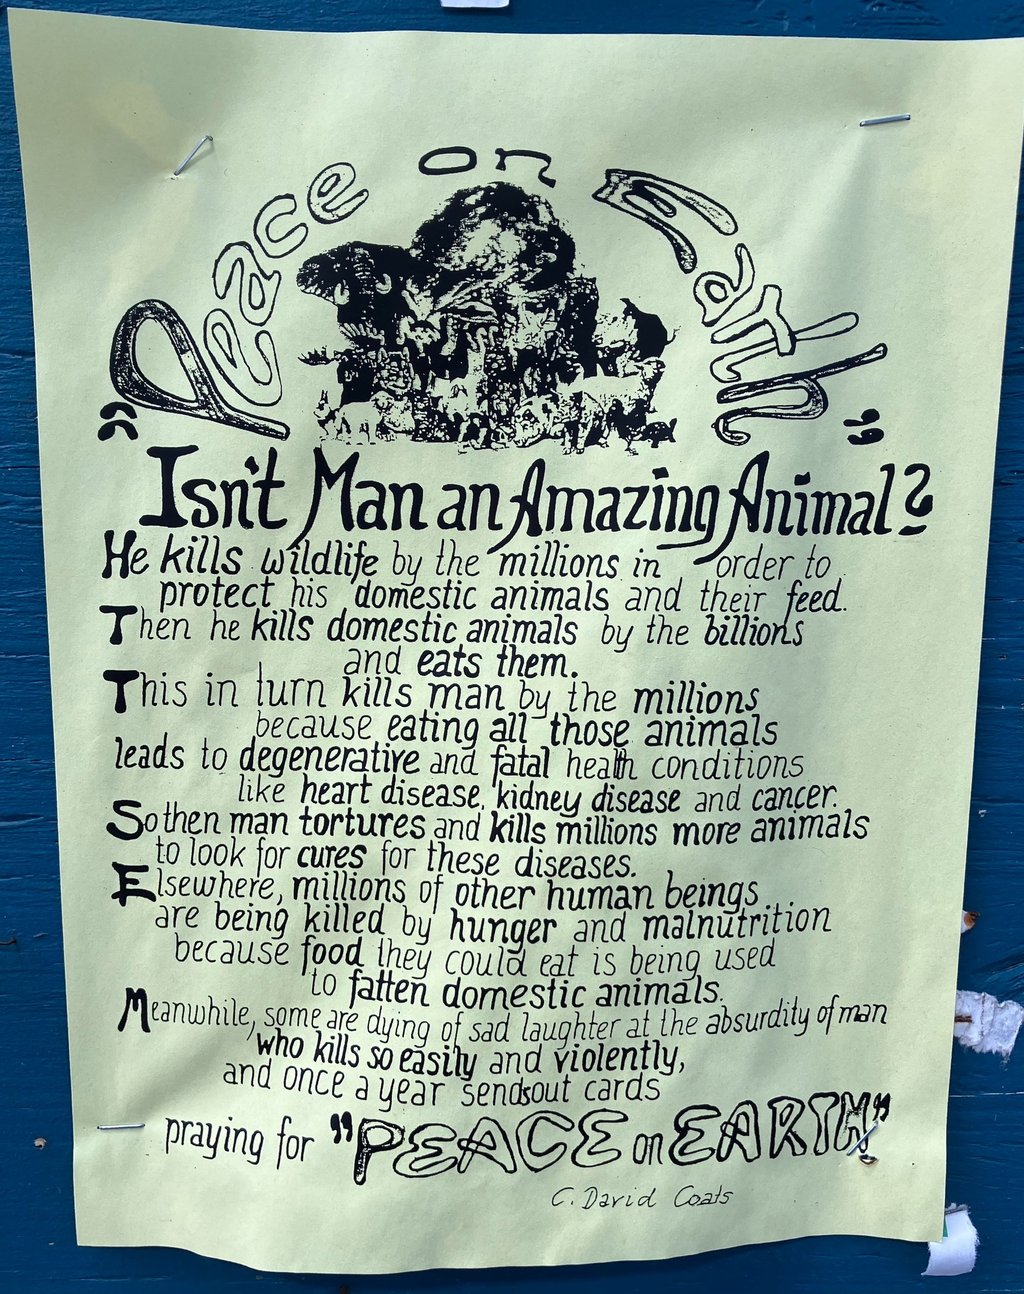 "Peace on Earth"
Isn't Man an Amazing Animal?
He kills wildlife by the millions in order to
protect his domestic animals and their feed.
Then he kills domestic animals by the billions
and eats them.
This in turn kills man by the millions
because eating all those animals
leads to degenerative and fatal health conditions
like heart disease, kidney disease and cancer.
So then man tortures and kills millions more animals
to look for cures for these diseases.
Elsewhere, millions of other human beings
are being killed by hunger and malnutrition
because food they could eat is being used
to fatten domestic animals.
Meanwhile, some are dying of sad laughter at the absurdity of man
who kills so easily and violently,
and once a year sends out cards
praying for "PEACE on EARTH"
C. David Coats